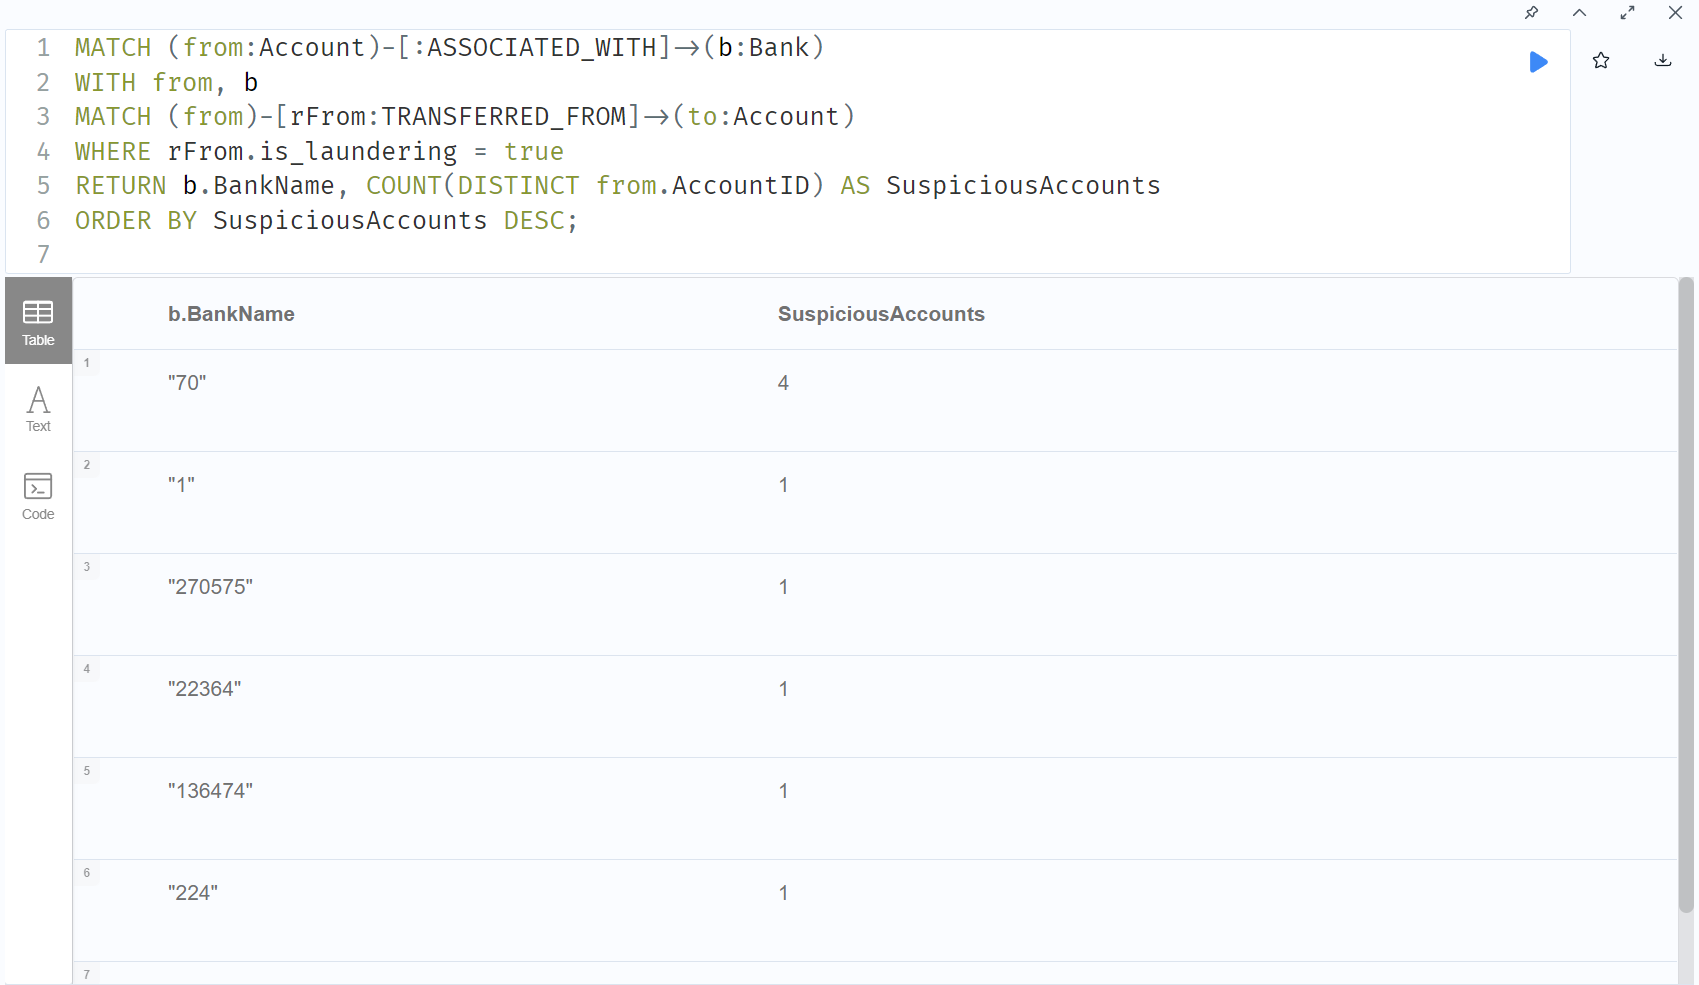 1 MATCH (from:Account)-[:ASSOCIATED_WITH]->(b:Bank)
2 WITH from, b
3 MATCH (from)-[rFrom:TRANSFERRED_FROM]->(to:Account)
4 WHERE rFrom.is_laundering = true
5 RETURN b.BankName, COUNT(DISTINCT from.AccountID) AS SuspiciousAccounts
6 ORDER BY SuspiciousAccounts DESC;
7
Table
Text
Code
b.BankName SuspiciousAccounts
1 "70" 4
2 "1" 1
3 "270575" 1
4 "22364" 1
5 "136474" 1
6 "224" 1
7